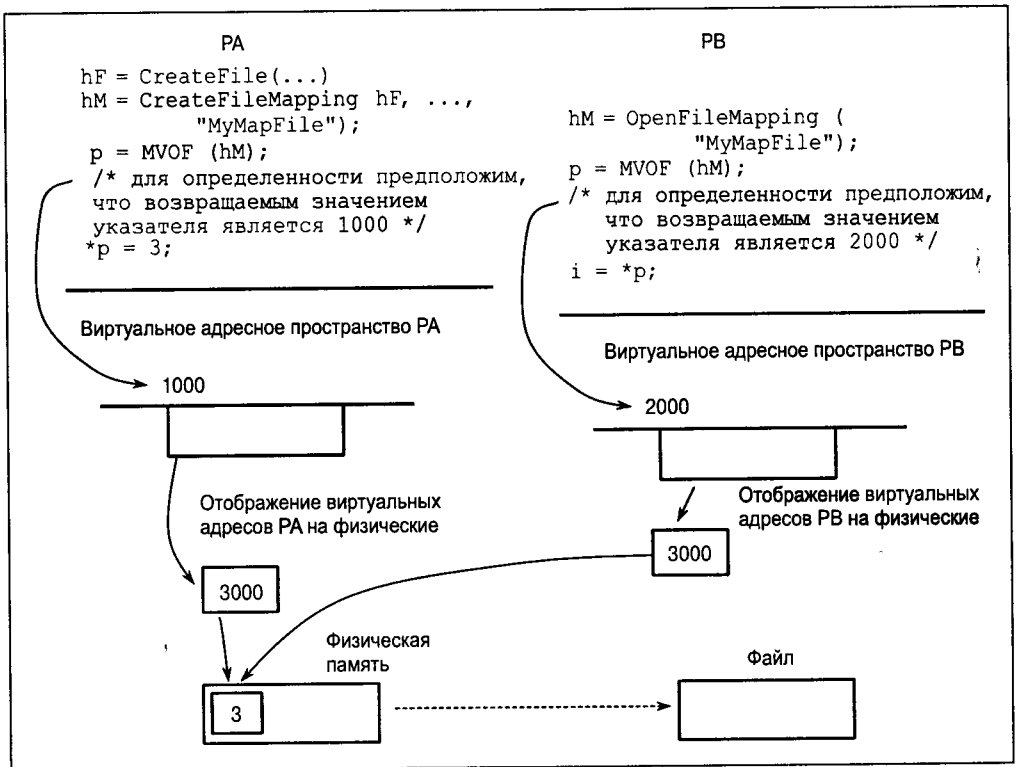 PA
hF = CreateFile(...)
hM = CreateFileMapping hF, ...,
"MyMapFile");
p = MVOF (hM);
/* для определенности предположим,
что возвращаемым значением
указателя является 1000 */
*p = 3;
Виртуальное адресное пространство PA
1000
Отображение виртуальных
адресов PA на физические
3000
PB
hM = OpenFileMapping (
"MyMapFile");
p = MVOF (hM);
/* для определенности предположим,
что возвращаемым значением
указателя является 2000 */
i = *p;
Виртуальное адресное пространство PB
2000
Отображение виртуальных
адресов PB на физические
3000
Физическая
память
3
Файл